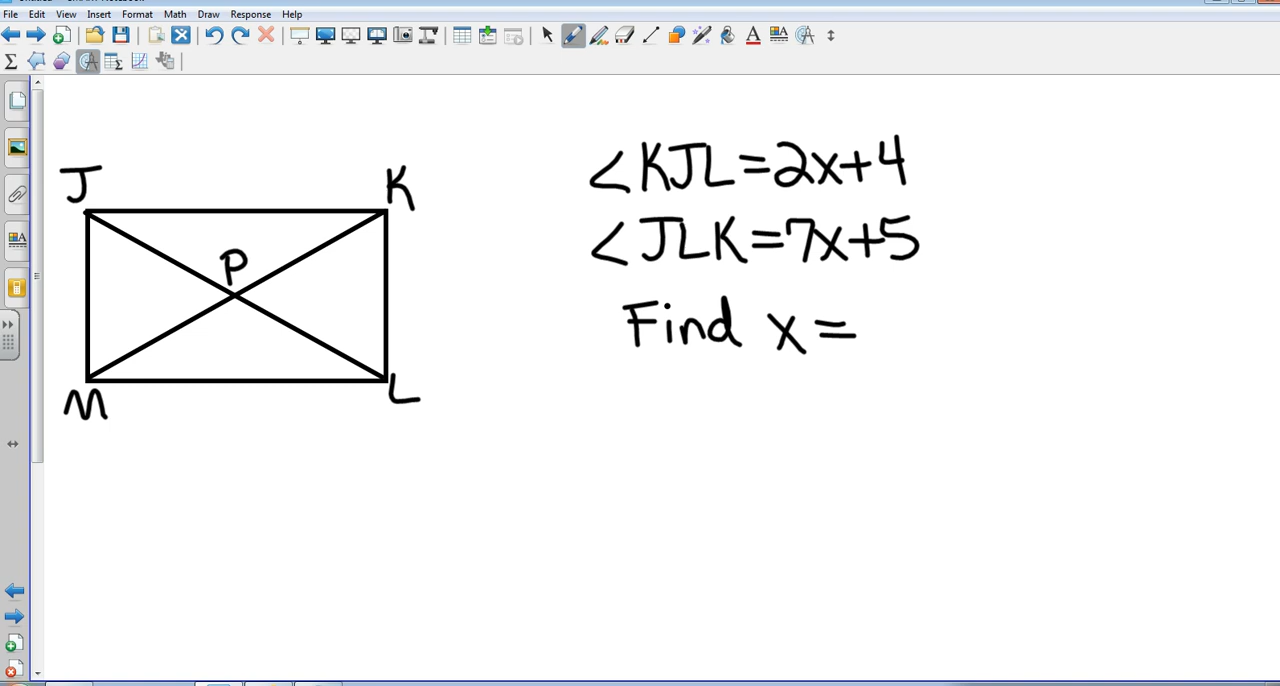 File Edit View Insert Format Math Draw Response Help
J
K
P
M
L
<KJL=2x+4
<JLK=7x+5
Find x=